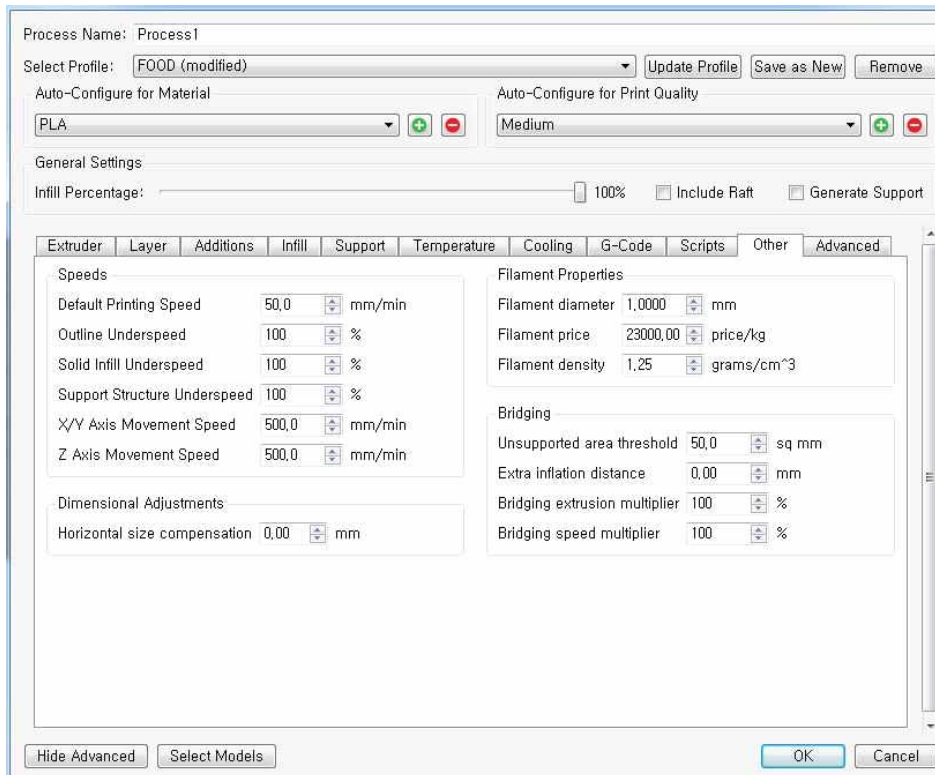 Process Name: Process1
Select Profile: FOOD (modified) Update Profile Save as New Remove
Auto-Configure for Material Auto-Configure for Print Quality
PLA Medium
General Settings
Infill Percentage: 100% Include Raft Generate Support
Extruder Layer Additions Infill Support Temperature Cooling G-Code Scripts Other Advanced
Speeds
Default Printing Speed 50,0 mm/min
Outline Underspeed 100 %
Solid Infill Underspeed 100 %
Support Structure Underspeed 100 %
X/Y Axis Movement Speed 500,0 mm/min
Z Axis Movement Speed 500,0 mm/min
Dimensional Adjustments
Horizontal size compensation 0,00 mm
Filament Properties
Filament diameter 1,0000 mm
Filament price 23000,00 price/kg
Filament density 1,25 grams/cm^3
Bridging
Unsupported area threshold 50,0 sq mm
Extra inflation distance 0,00 mm
Bridging extrusion multiplier 100 %
Bridging speed multiplier 100 %
Hide Advanced Select Models OK Cancel